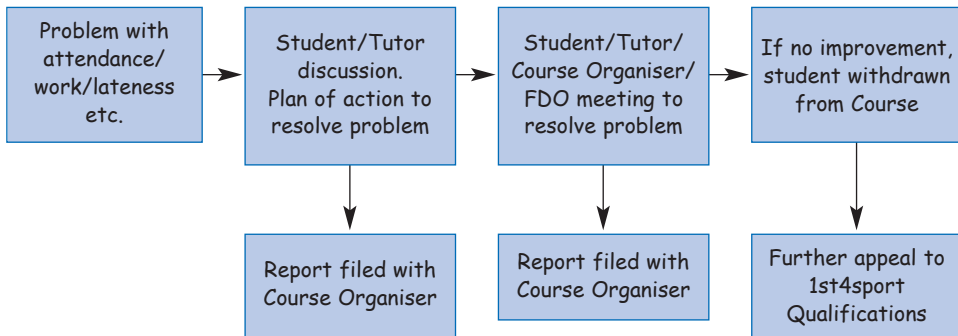 Problem with
attendance/
work/lateness
etc.
Student/Tutor
discussion.
Plan of action to
resolve problem
Student/Tutor/
Course Organiser/
FDO meeting to
resolve problem
If no improvement,
student withdrawn
from Course
Report filed with
Course Organiser
Report filed with
Course Organiser
Further appeal to
1st4sport
Qualifications